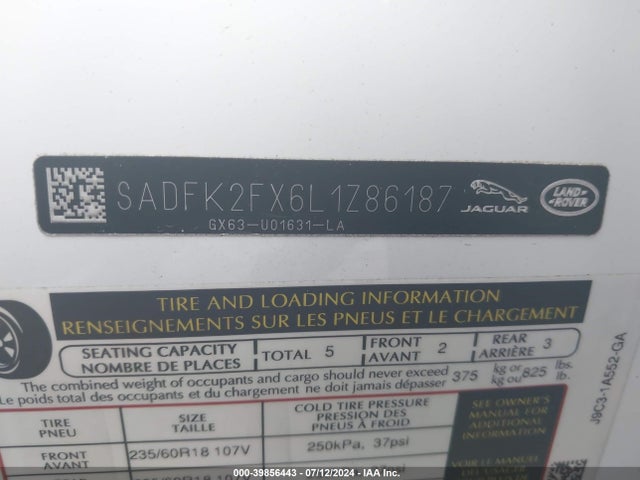 SADFK2FX6L1Z86187
GX63-U01631-LA
JAGUAR
LAND-
ROVER
TIRE AND LOADING INFORMATION
RENSEIGNEMENTS SUR LES PNEUS ET LE CHARGEMENT
SEATING CAPACITY
NOMBRE DE PLACES
TOTAL 5
FRONT
AVANT 2
REAR
ARRIÈRE 3
The combined weight of occupants and cargo should never exceed
Le poids total des occupants et du chargement ne doit jamais dépasser
375 kg or
kg ou 825 lbs.
lb.
TIRE
PNEU
SIZE
TAILLE
COLD TIRE PRESSURE
PRESSION DES
PNEUS À FROID
SEE OWNER'S
MANUAL FOR
ADDITIONAL
INFORMATION
FRONT
AVANT
235/60R18 107V
250kPa, 37psi
VOIR LE MANUEL
DE L'USAGER
J9C3-1A552-GA
000-39856443 - 07/12/2024 - IAA Inc.